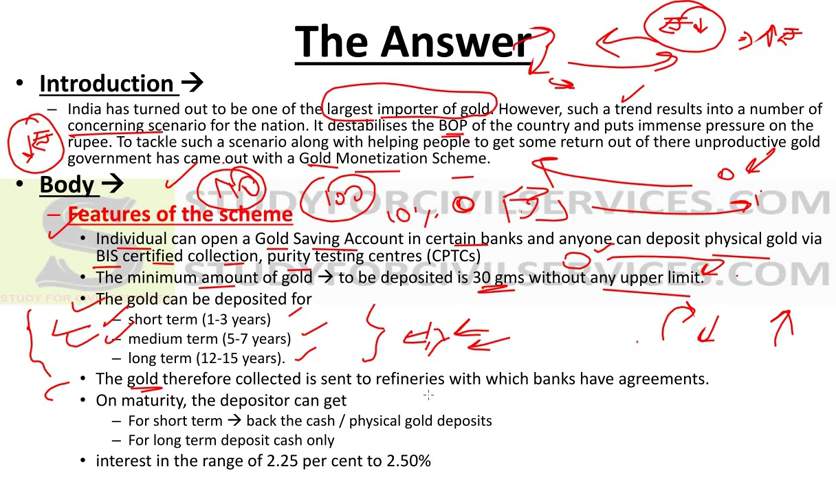 The Answer
• Introduction →
– India has turned out to be one of the largest importer of gold. However, such a trend results into a number of
concerning scenario for the nation. It destabilises the BOP of the country and puts immense pressure on the
rupee. To tackle such a scenario along with helping people to get some return out of there unproductive gold
government has came out with a Gold Monetization Scheme.
• Body →
NO
100
10%
– Features of the scheme
STUDYFORCIVILSERVICES.COM
• Individual can open a Gold Saving Account in certain banks and anyone can deposit physical gold via
BIS certified collection, purity testing centres (CPTCs)
• The minimum amount of gold → to be deposited is 30 gms without any upper limit.
STUDYFORCIVILSERVICES.COM
• The gold can be deposited for
– short term (1-3 years)
– medium term (5-7 years)
– long term (12-15 years).
• The gold therefore collected is sent to refineries with which banks have agreements.
• On maturity, the depositor can get
– For short term → back the cash / physical gold deposits
– For long term deposit cash only
• interest in the range of 2.25 per cent to 2.50%